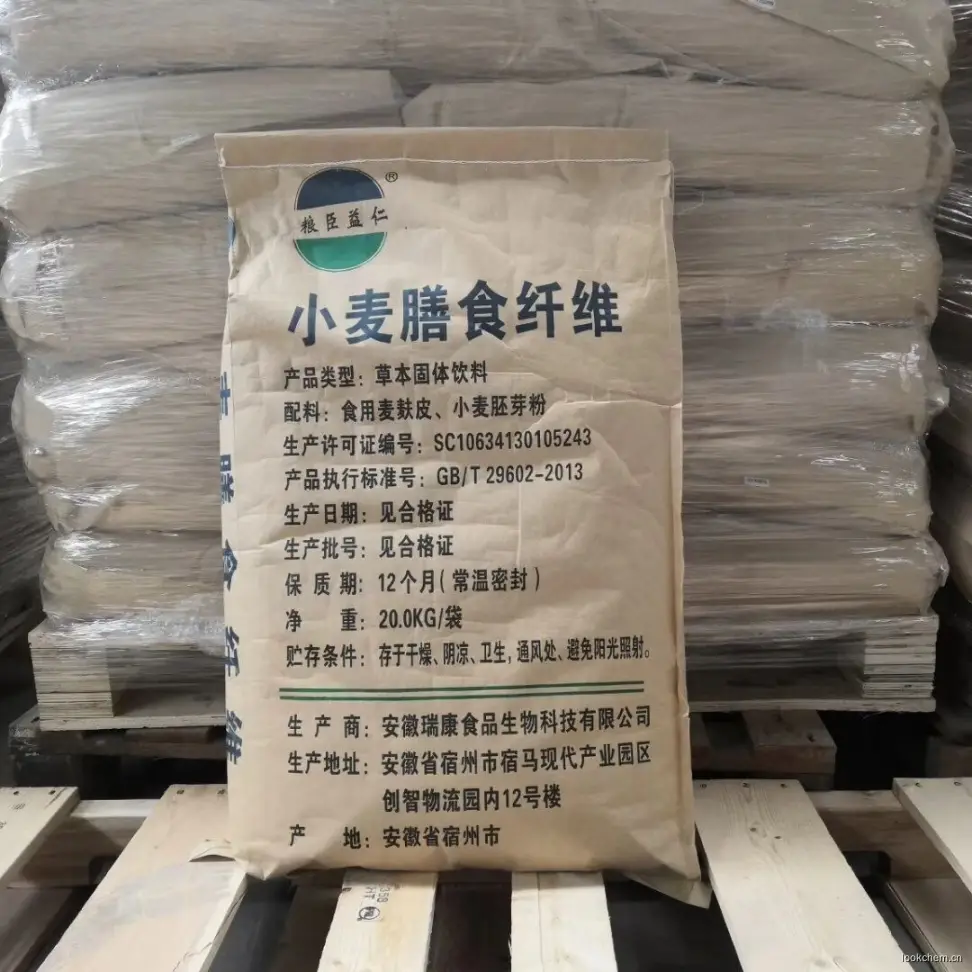 粮臣益仁
®
小麦膳食纤维
产品类型：草本固体饮料
配料：食用麦麸皮、小麦胚芽粉
生产许可证编号：SC10634130105243
产品执行标准号：GB/T 29602-2013
生产日期：见合格证
生产批号：见合格证
保 质 期：12个月（常温密封）
净 重：20.0KG/袋
贮存条件：存于干燥、阴凉、卫生，通风处、避免阳光照射。
生 产 商：安徽瑞康食品生物科技有限公司
生产地址：安徽省宿州市宿马现代产业园区
创智物流园内12号楼
产 地：安徽省宿州市
膳食纤维
HT
lookchem.cn